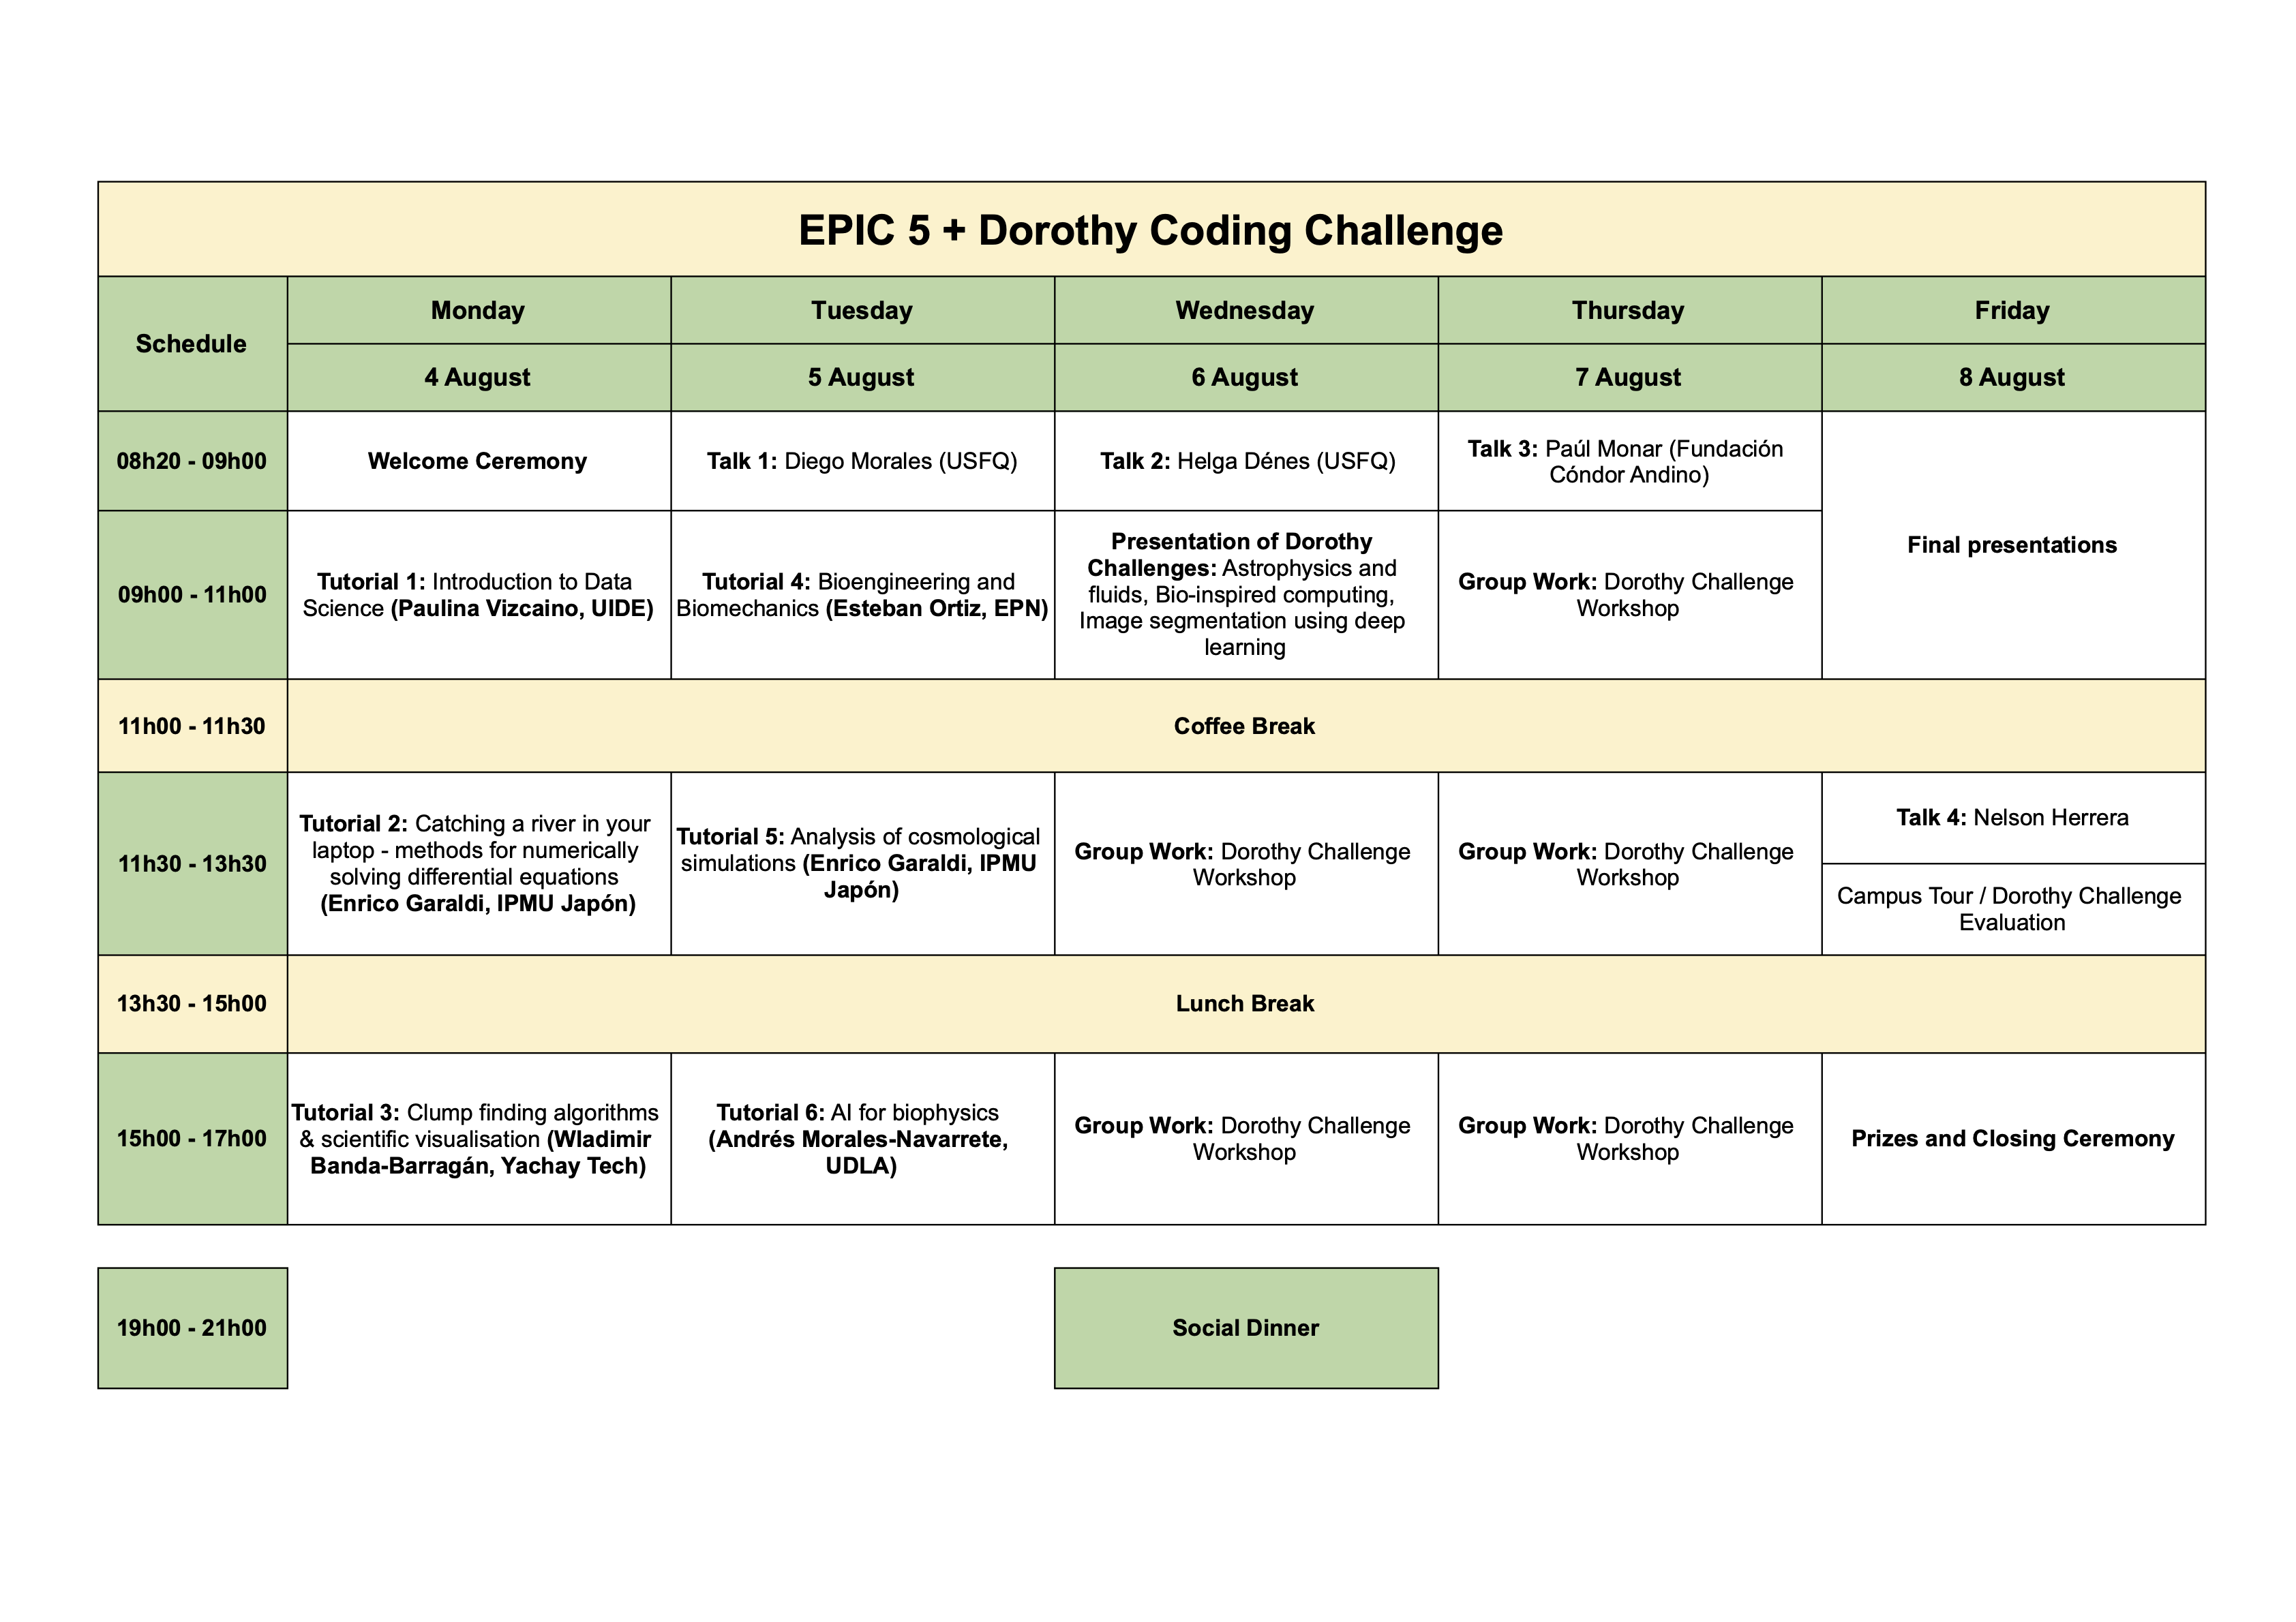 EPIC 5 + Dorothy Coding Challenge
Schedule
Monday
Tuesday
Wednesday
Thursday
Friday
4 August
5 August
6 August
7 August
8 August
08h20 - 09h00
Welcome Ceremony
Talk 1: Diego Morales (USFQ)
Talk 2: Helga Dénes (USFQ)
Talk 3: Paúl Monar (Fundación
Cóndor Andino)
Final presentations
09h00 - 11h00
Tutorial 1: Introduction to Data
Science (Paulina Vizcaino, UIDE)
Tutorial 4: Bioengineering and
Biomechanics (Esteban Ortiz, EPN)
Presentation of Dorothy
Challenges: Astrophysics and
fluids, Bio-inspired computing,
Image segmentation using deep
learning
Group Work: Dorothy Challenge
Workshop
11h00 - 11h30
Coffee Break
11h30 - 13h30
Tutorial 2: Catching a river in your
laptop - methods for numerically
solving differential equations
(Enrico Garaldi, IPMU Japón)
Tutorial 5: Analysis of cosmological
simulations (Enrico Garaldi, IPMU
Japón)
Group Work: Dorothy Challenge
Workshop
Group Work: Dorothy Challenge
Workshop
Talk 4: Nelson Herrera
Campus Tour / Dorothy Challenge
Evaluation
13h30 - 15h00
Lunch Break
15h00 - 17h00
Tutorial 3: Clump finding algorithms
& scientific visualisation (Wladimir
Banda-Barragán, Yachay Tech)
Tutorial 6: AI for biophysics
(Andrés Morales-Navarrete,
UDLA)
Group Work: Dorothy Challenge
Workshop
Group Work: Dorothy Challenge
Workshop
Prizes and Closing Ceremony
19h00 - 21h00
Social Dinner